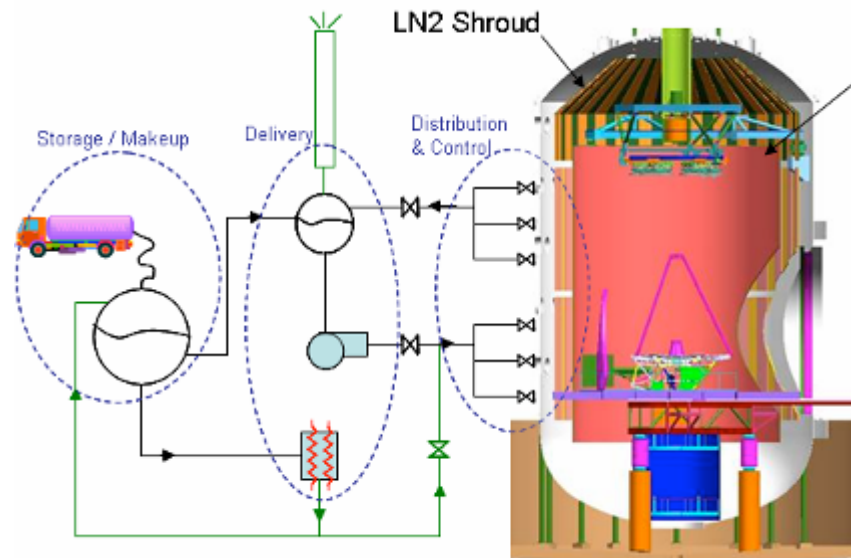 LN2 Shroud
Storage / Makeup
Delivery
Distribution
& Control